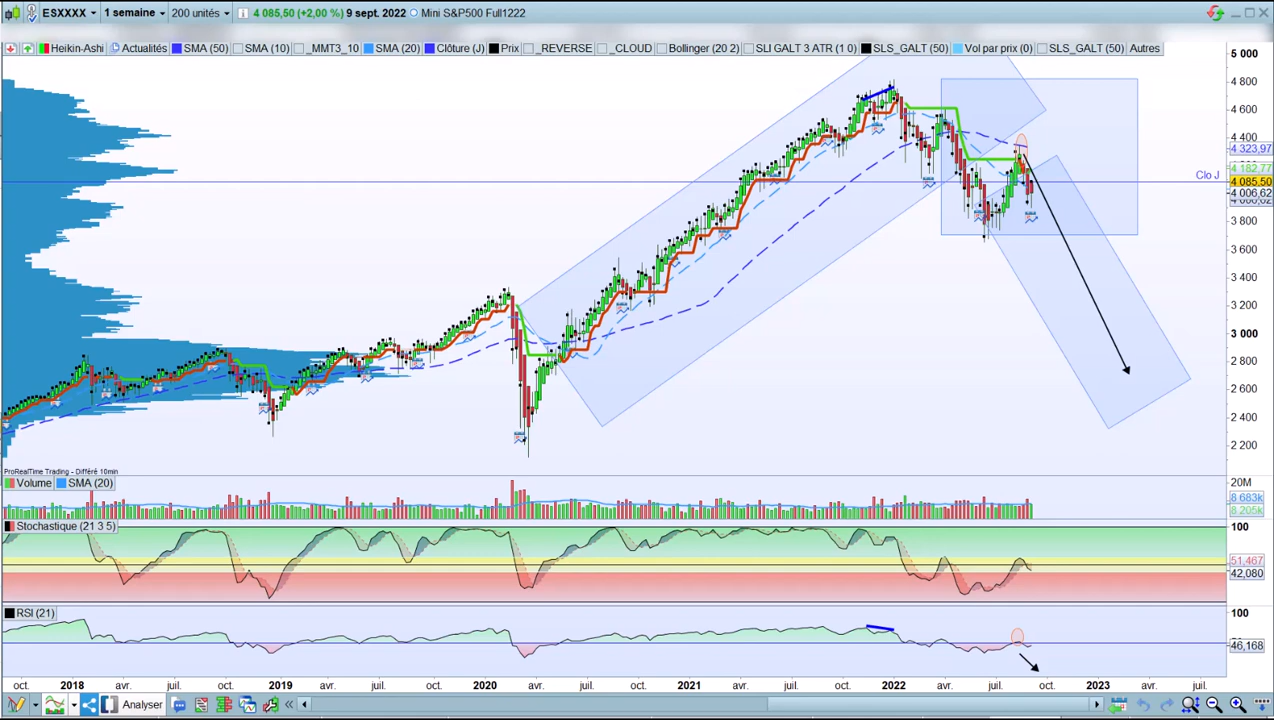 ESXXXX 1 semaine 200 unités 4 085,50 (+2,00 %) 9 sept. 2022 Mini S&P500 Full1222
Heikin-Ashi Actualités SMA (50) SMA (10) _MMT3_10 SMA (20) Clôture (J) Prix _REVERSE _CLOUD Bollinger (20 2) SLI GALT 3 ATR (1 0) SLS_GALT (50) Vol par prix (0) SLS_GALT (50) Autres
5 000
4 800
4 600
4 400
4 323,97
4 182,77
Clo J
4 085,50
4 006,62
3 800
3 600
3 400
3 200
3 000
2 800
2 600
2 400
2 200
ProRealTime Trading - Différé 10min
Volume SMA (20)
20M
8 683k
8 205k
Stochastique (21 3 5)
100
51,467
42,080
RSI (21)
100
46,168
oct. 2018 avr. juil. oct. 2019 avr. juil. oct. 2020 avr. juil. oct. 2021 avr. juil. oct. 2022 avr. juil. oct. 2023 avr. juil.
Analyser